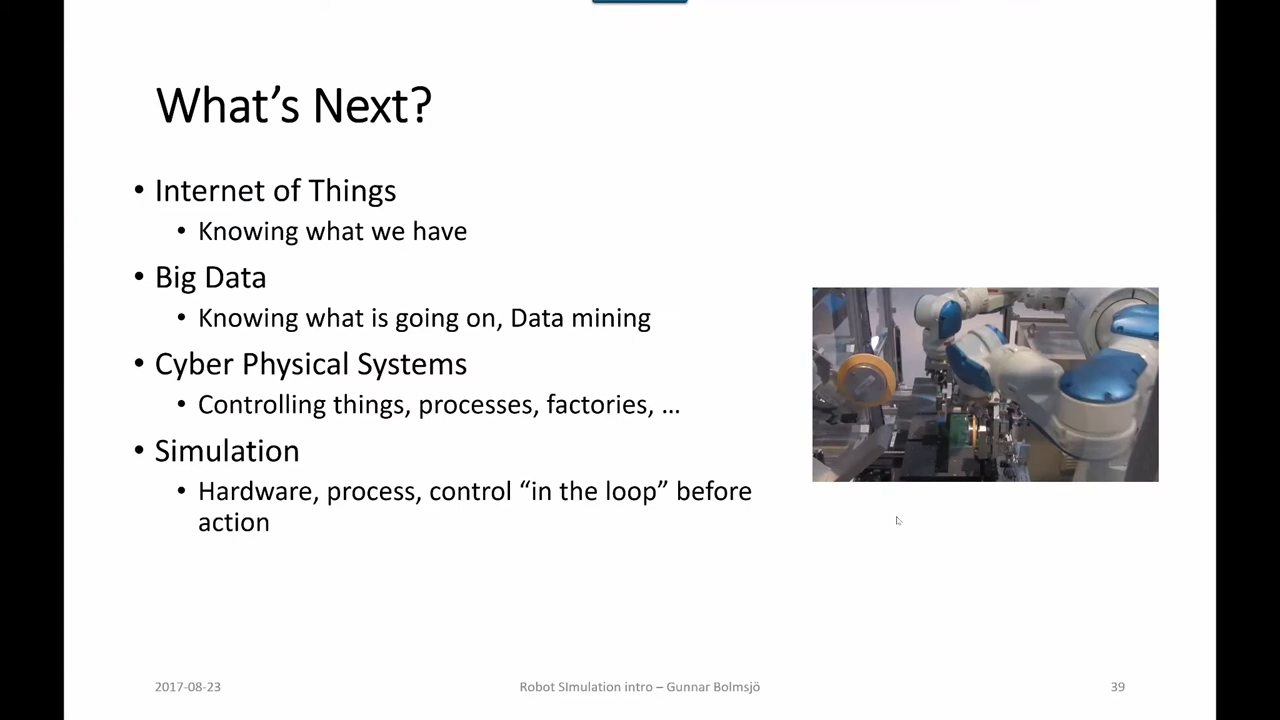 What’s Next?
• Internet of Things
• Knowing what we have
• Big Data
• Knowing what is going on, Data mining
• Cyber Physical Systems
• Controlling things, processes, factories, …
• Simulation
• Hardware, process, control “in the loop” before
action
2017-08-23
Robot SImulation intro – Gunnar Bolmsjö
39